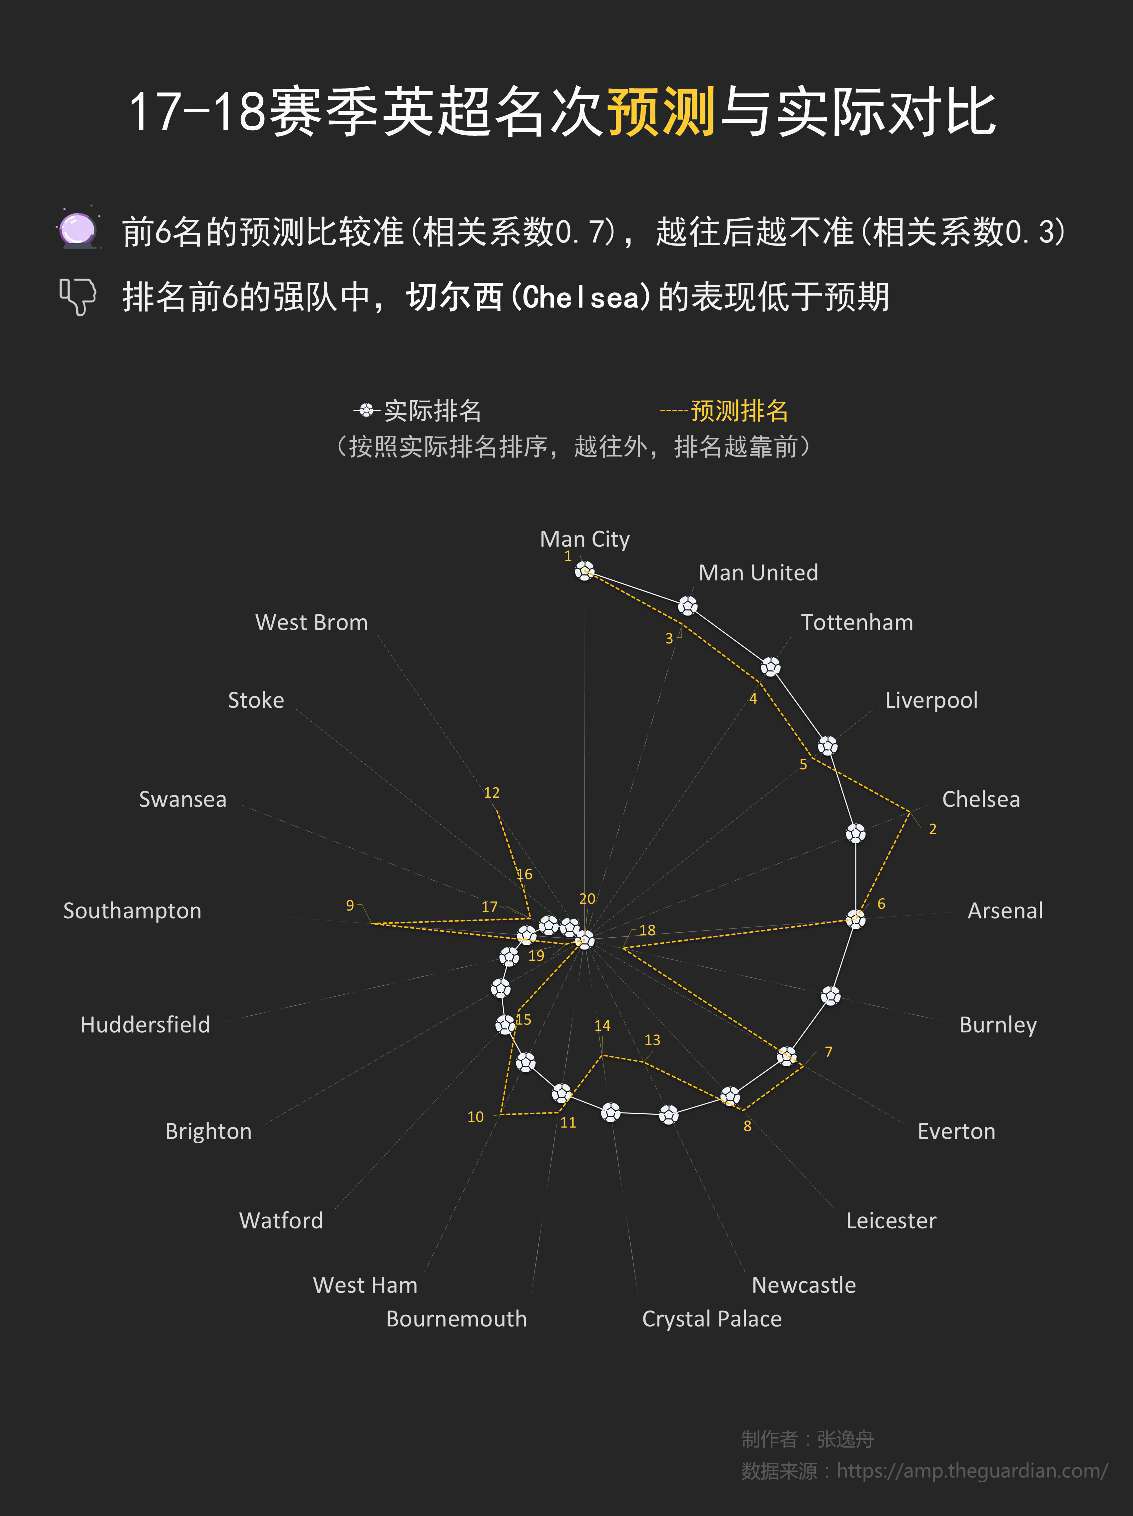 17-18赛季英超名次预测与实际对比
前6名的预测比较准(相关系数0.7)，越往后越不准(相关系数0.3)
排名前6的强队中，切尔西(Chelsea)的表现低于预期
实际排名
预测排名
（按照实际排名排序，越往外，排名越靠前）
Man City
1
Man United
3
West Brom
Tottenham
4
Stoke
Liverpool
5
12
Swansea
Chelsea
2
16
20
Southampton
9
17
6
Arsenal
18
19
Huddersfield
15
14
13
Burnley
7
Brighton
10
11
8
Everton
Watford
Leicester
West Ham
Newcastle
Bournemouth
Crystal Palace
制作者：张逸舟
数据来源：https://amp.theguardian.com/